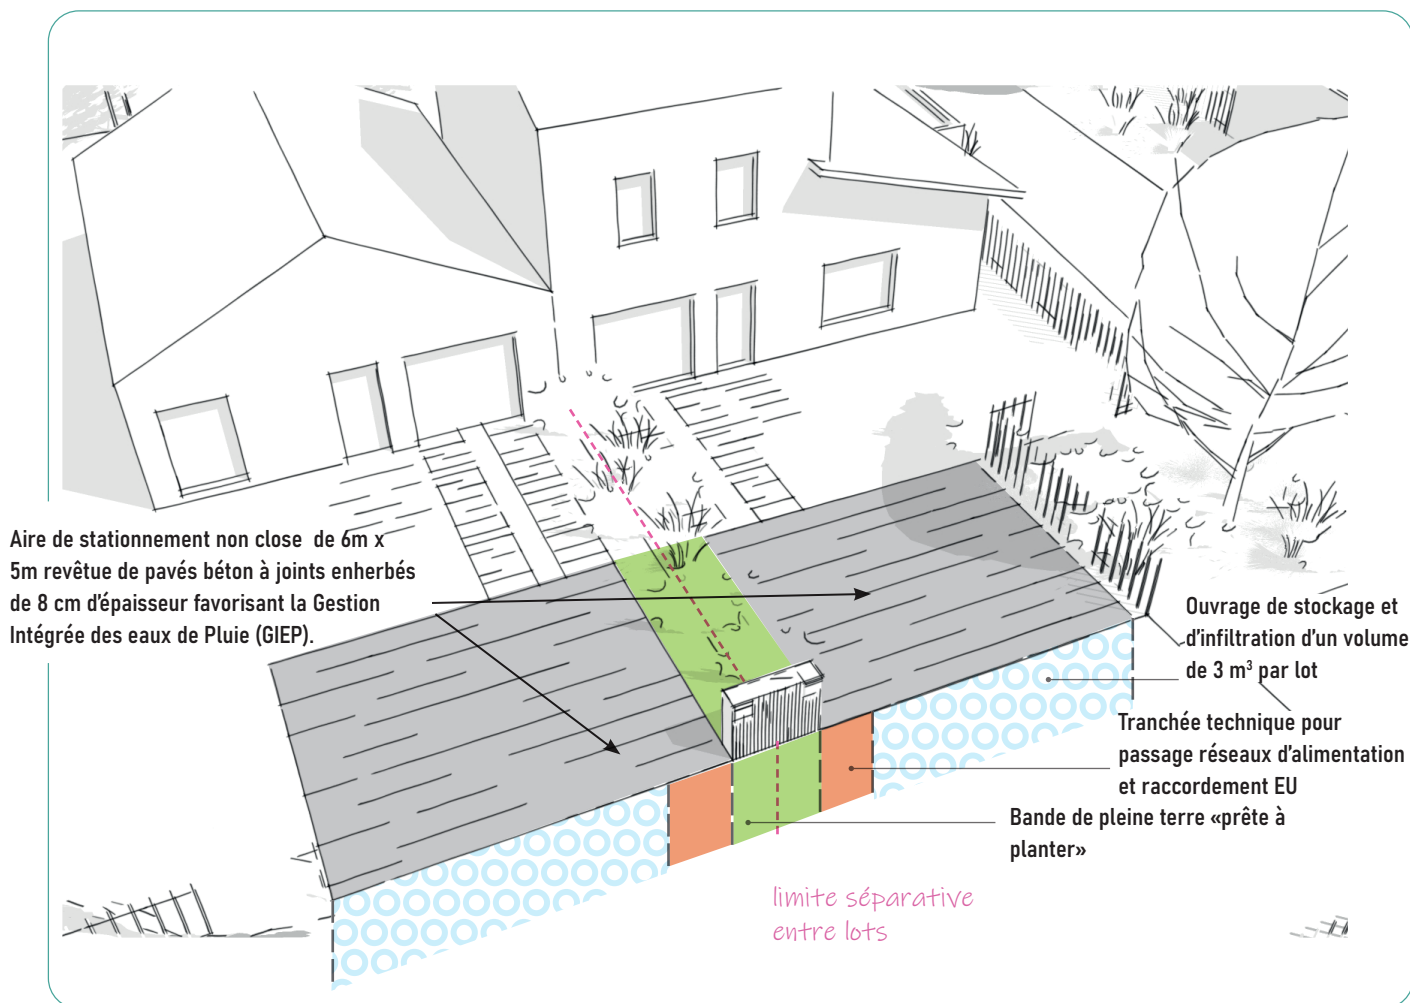 Aire de stationnement non close de 6m x
5m revêtue de pavés béton à joints enherbés
de 8 cm d'épaisseur favorisant la Gestion
Intégrée des eaux de Pluie (GIEP).
Ouvrage de stockage et
d'infiltration d'un volume
de 3 m³ par lot
Tranchée technique pour
passage réseaux d'alimentation
et raccordement EU
Bande de pleine terre «prête à
planter»
limite séparative
entre lots